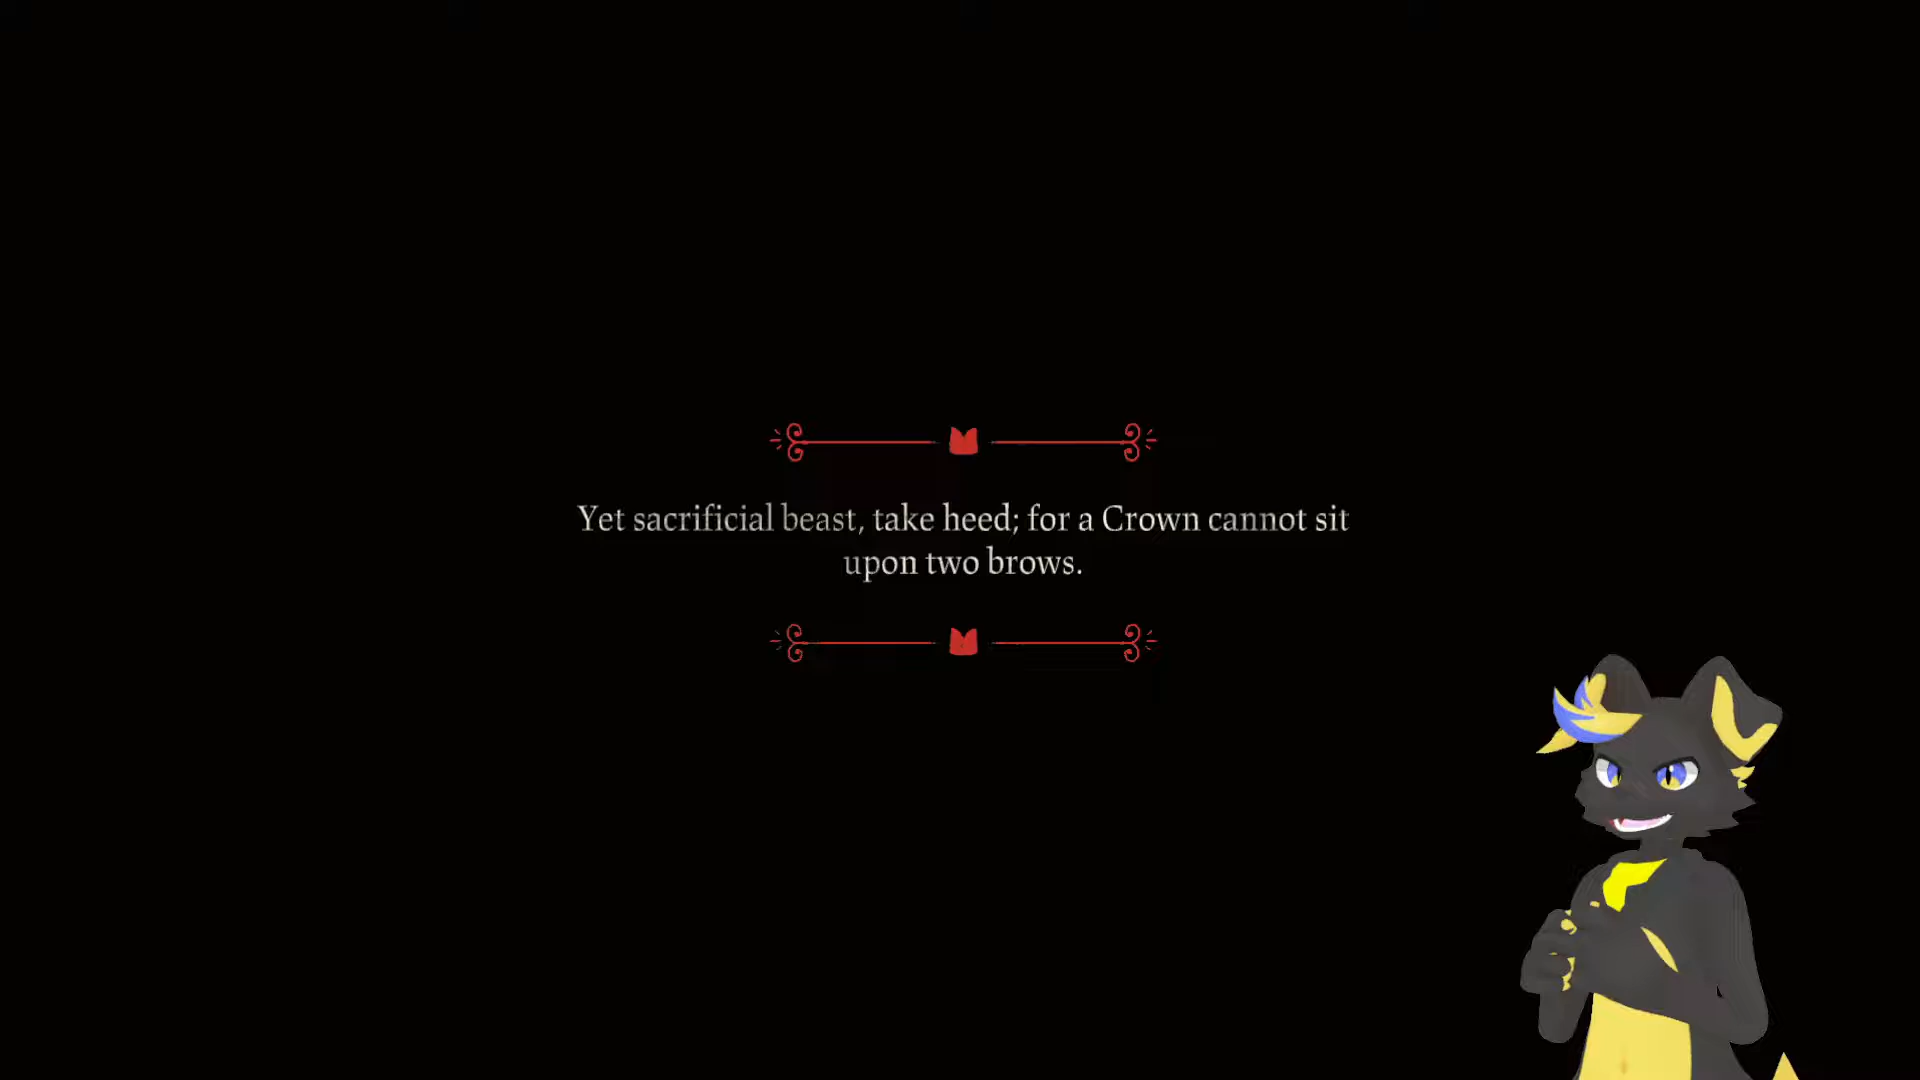 Yet sacrificial beast, take heed; for a Crown cannot sit
upon two brows.